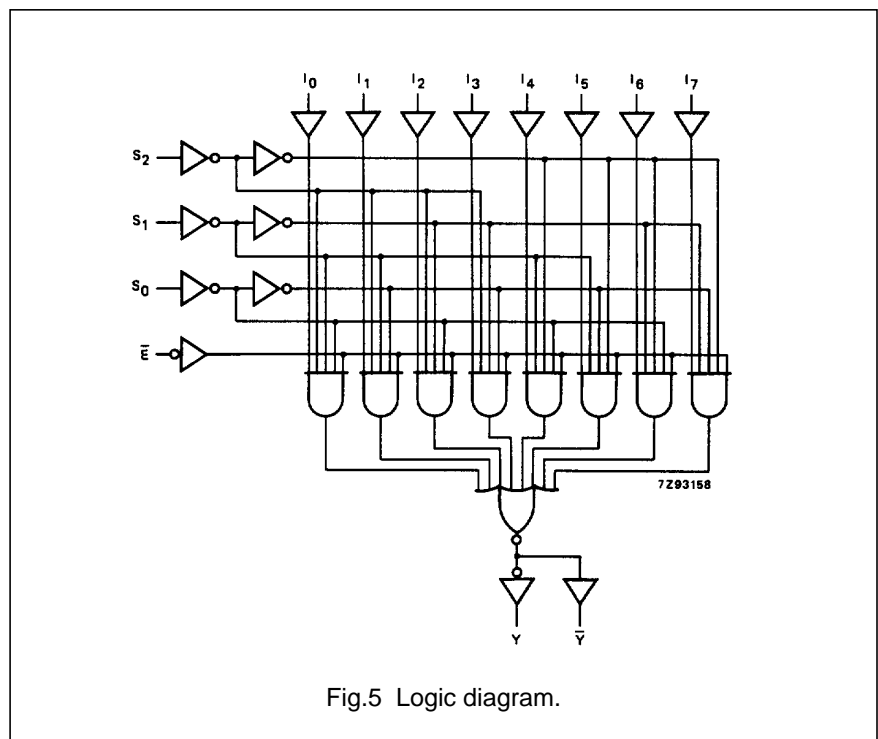 I0 I1 I2 I3 I4 I5 I6 I7
S2
S1
S0
E̅
7Z93158
Y Y̅
Fig.5 Logic diagram.